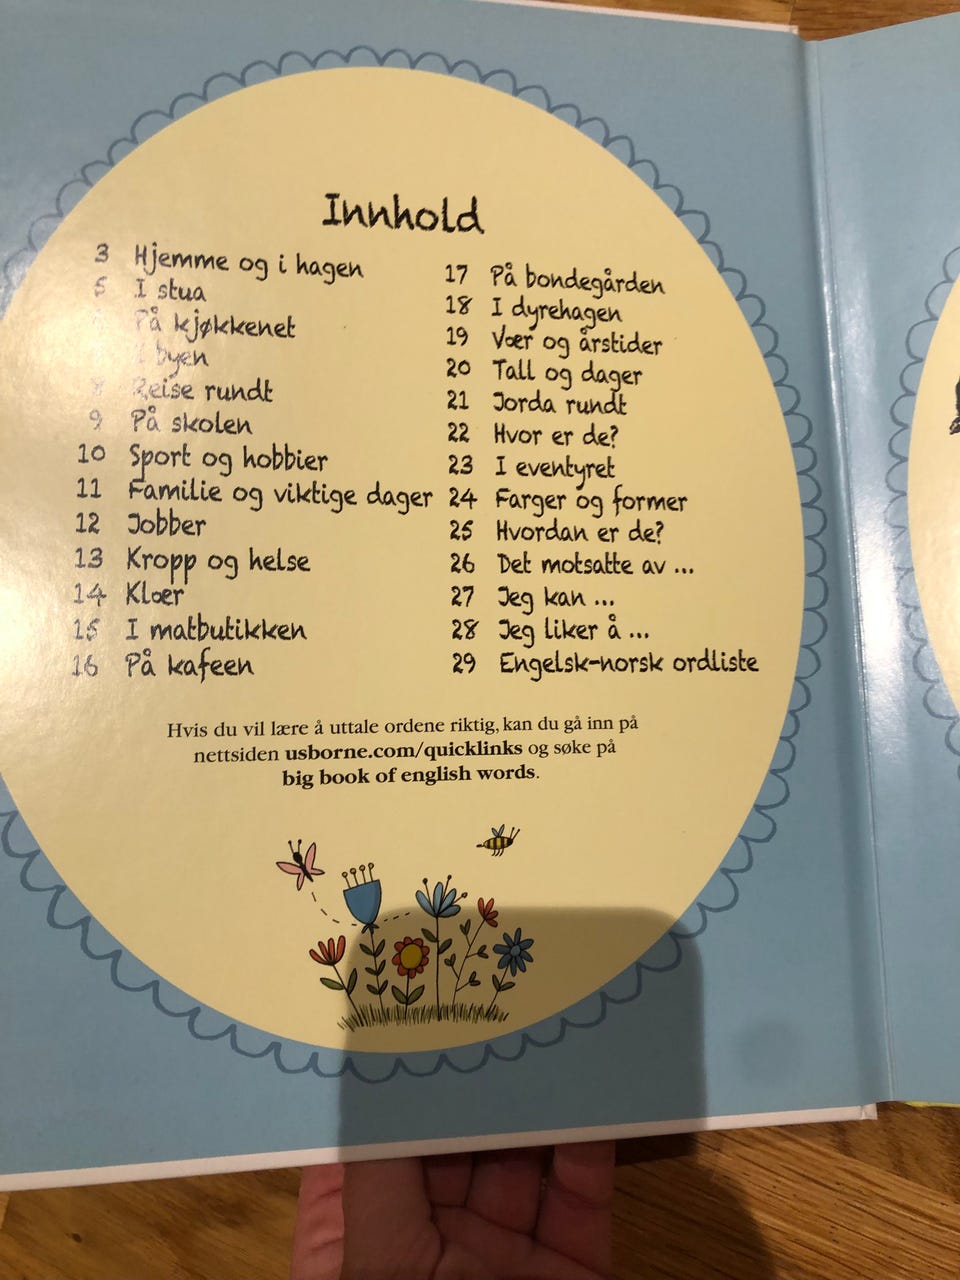 Innhold
3 Hjemme og i hagen
5 I stua
På kjøkkenet
I byen
8 Reise rundt
9 På skolen
10 Sport og hobbier
11 Familie og viktige dager
12 Jobber
13 Kropp og helse
14 Klær
15 I matbutikken
16 På kafeen
17 På bondegården
18 I dyrehagen
19 Vær og årstider
20 Tall og dager
21 Jorda rundt
22 Hvor er de?
23 I eventyret
24 Farger og former
25 Hvordan er de?
26 Det motsatte av ...
27 Jeg kan ...
28 Jeg liker å ...
29 Engelsk-norsk ordliste
Hvis du vil lære å uttale ordene riktig, kan du gå inn på
nettsiden usborne.com/quicklinks og søke på
big book of english words.